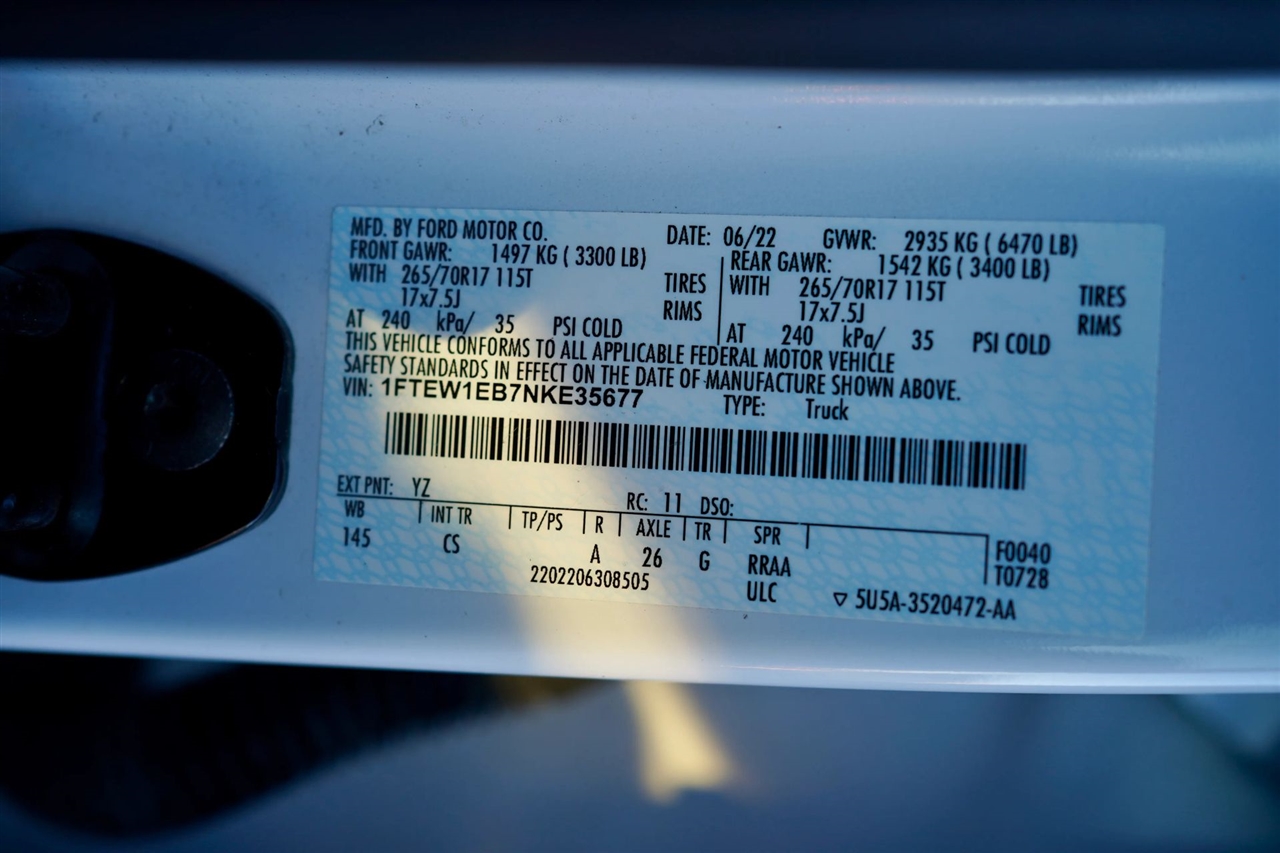 MFD. BY FORD MOTOR CO. DATE: 06/22 GVWR: 2935 KG ( 6470 LB)
FRONT GAWR: 1497 KG ( 3300 LB) REAR GAWR: 1542 KG ( 3400 LB)
WITH 265/70R17 115T TIRES WITH 265/70R17 115T TIRES
17x7.5J RIMS 17x7.5J RIMS
AT 240 kPa/ 35 PSI COLD AT 240 kPa/ 35 PSI COLD
THIS VEHICLE CONFORMS TO ALL APPLICABLE FEDERAL MOTOR VEHICLE
SAFETY STANDARDS IN EFFECT ON THE DATE OF MANUFACTURE SHOWN ABOVE.
VIN: 1FTEW1EB7NKE35677 TYPE: Truck
EXT PNT: YZ RC: 11 DSO:
WB INT TR TP/PS R AXLE TR SPR
145 CS A 26 G RRAA F0040
2202206308505 ULC T0728
▽ 5U5A-3520472-AA